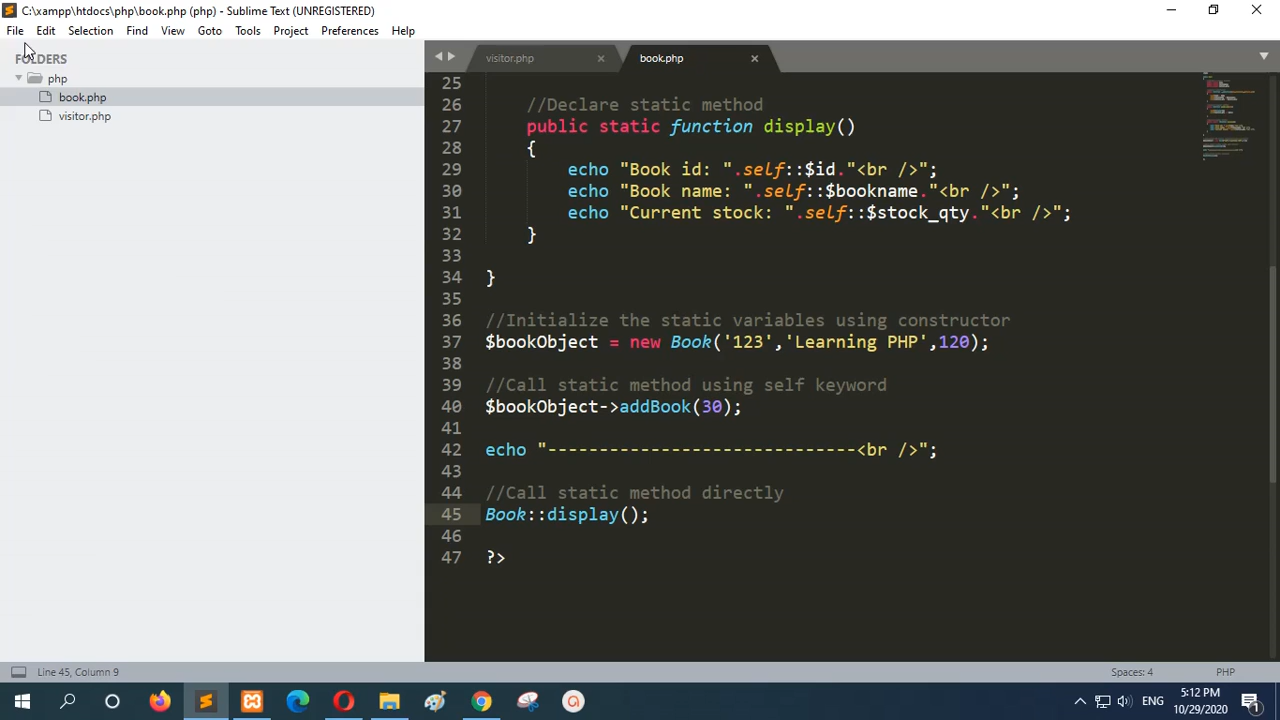 C:\xampp\htdocs\php\book.php (php) - Sublime Text (UNREGISTERED)
File Edit Selection Find View Goto Tools Project Preferences Help
FOLDERS
php
book.php
visitor.php
visitor.php × book.php ×
25
26 //Declare static method
27 public static function display()
28 {
29 echo "Book id: ".self::$id."<br />";
30 echo "Book name: ".self::$bookname."<br />";
31 echo "Current stock: ".self::$stock_qty."<br />";
32 }
33
34 }
35
36 //Initialize the static variables using constructor
37 $bookObject = new Book('123','Learning PHP',120);
38
39 //Call static method using self keyword
40 $bookObject->addBook(30);
41
42 echo "------------------------------<br />";
43
44 //Call static method directly
45 Book::display();
46
47 ?>
Line 45, Column 9 Spaces: 4 PHP
ENG 5:12 PM
10/29/2020 1